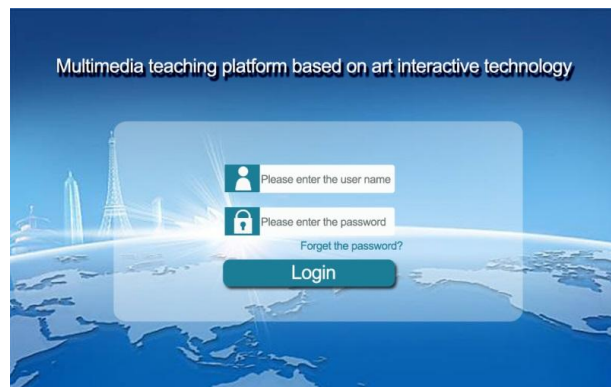 Multimedia teaching platform based on art interactive technology
Please enter the user name
Please enter the password
Forget the password?
Login